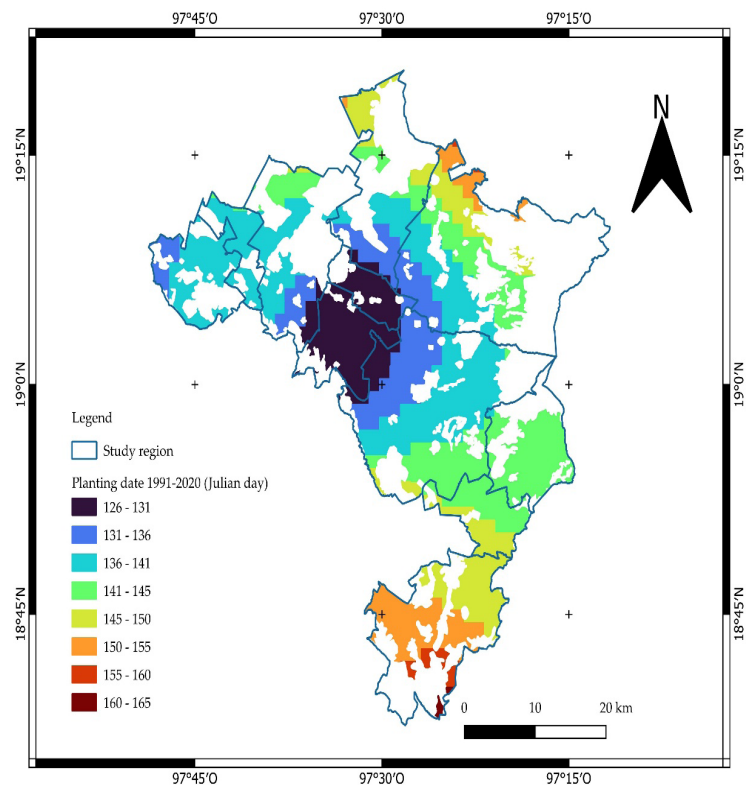 97°45'O 97°30'O 97°15'O
N
19°15'N 19°15'N
19°0'N 19°0'N
Legend
Study region
Planting date 1991-2020 (Julian day)
126 - 131
131 - 136
136 - 141
141 - 145
145 - 150
150 - 155
155 - 160
160 - 165
18°45'N 18°45'N
0 10 20 km
97°45'O 97°30'O 97°15'O